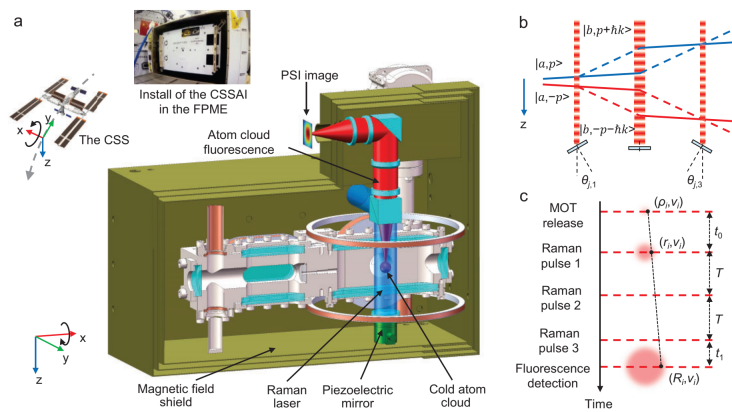 a
Install of the CSSAI
in the FPME
x
y
z
The CSS
PSI image
Atom cloud
fluorescence
x
y
z
Magnetic field
shield
Raman
laser
Piezoelectric
mirror
Cold atom
cloud
b
|b,p+ħk⟩
|a,p⟩
|a,-p⟩
|b,-p-ħk⟩
z
θj,1
θj,3
c
MOT
release
(ρi,vi)
t0
Raman
pulse 1
(ri,vi)
T
Raman
pulse 2
T
Raman
pulse 3
t1
Fluorescence
detection
(Ri,vi)
Time